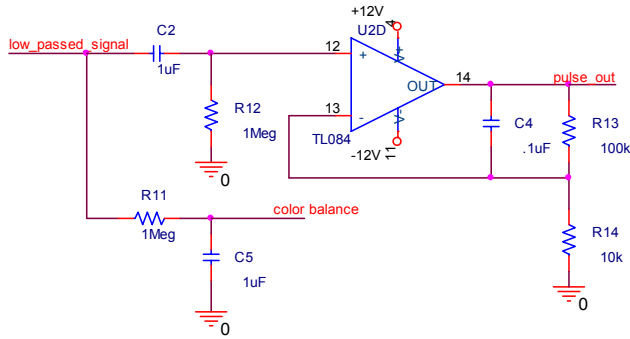 +12V
C2
U2D
4
low_passed_signal
V+
12
+
1uF
14
pulse_out
OUT
R12
13
-
R13
V-
C4
1Meg
TL084
.1uF
100k
-12V
11
0
R11
color balance
R14
1Meg
C5
10k
1uF
0
0